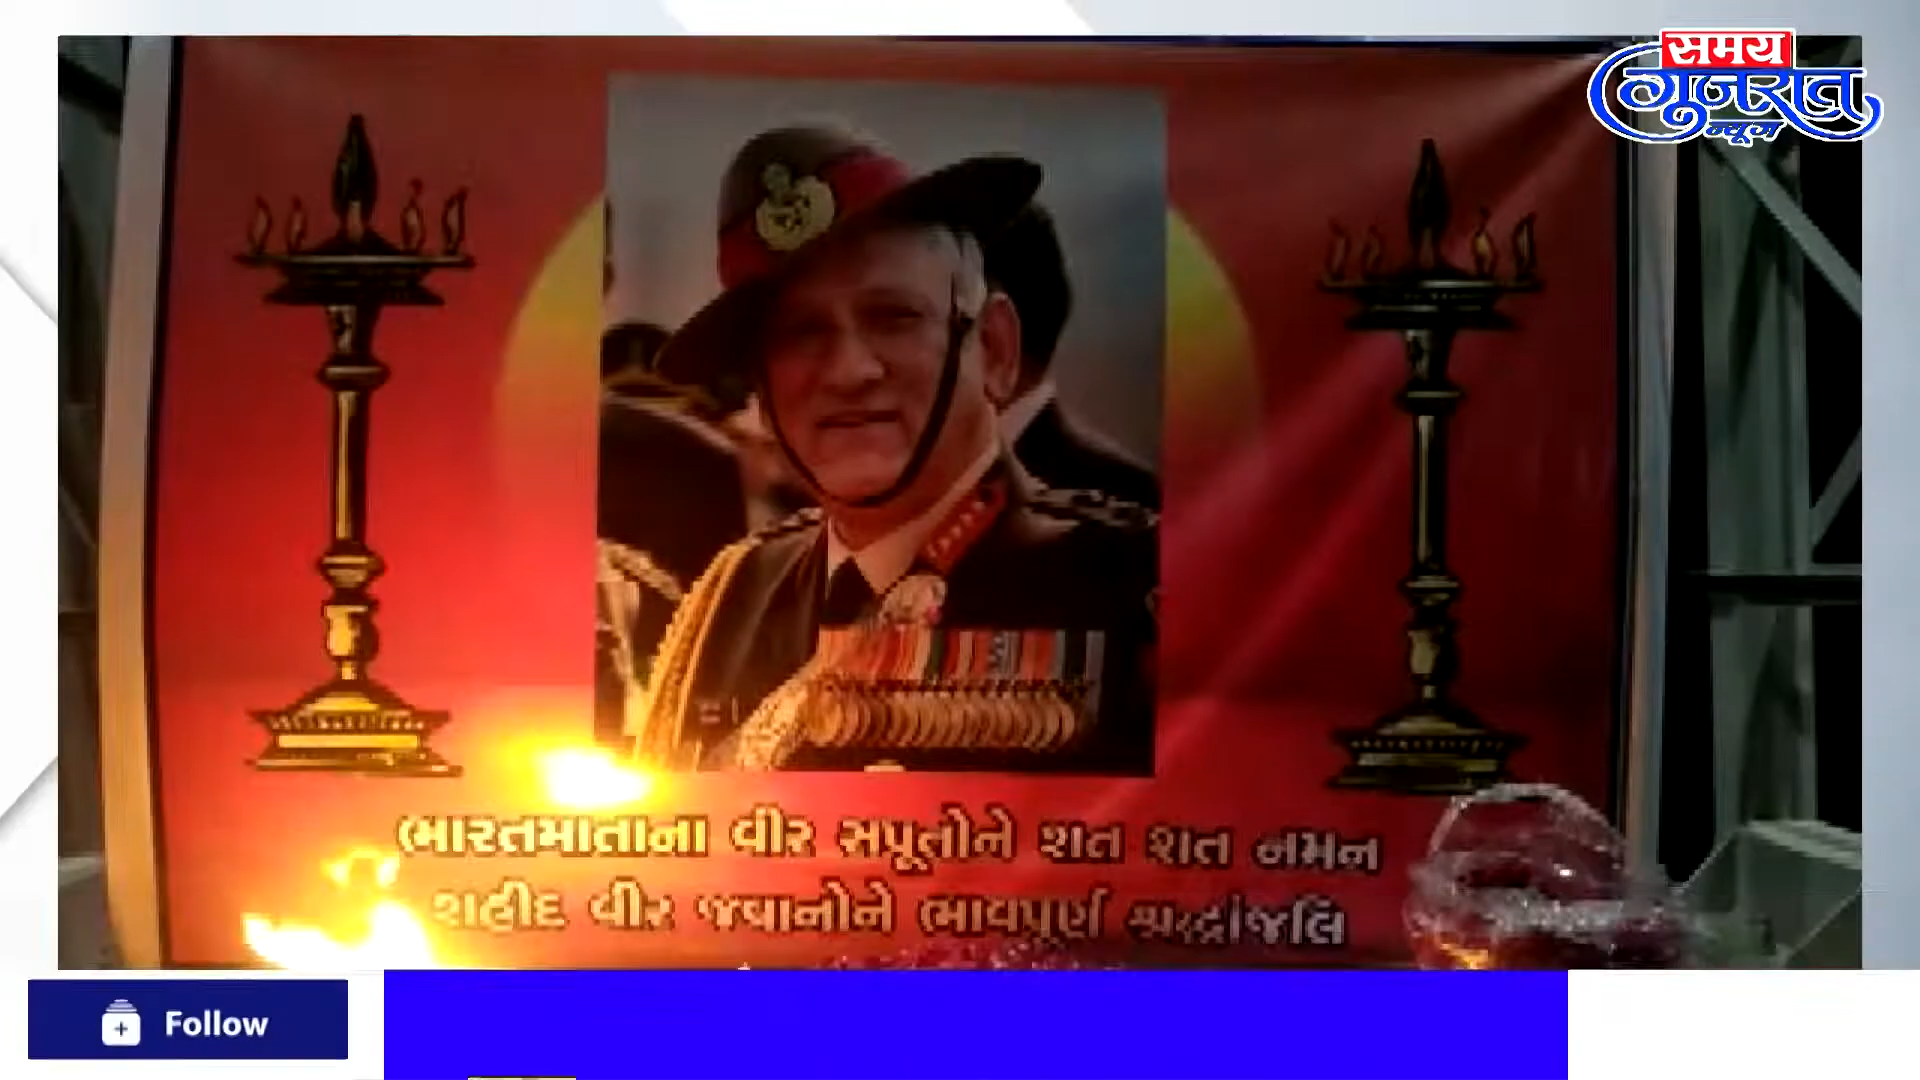 समय
गुजरात
न्यूज
ભારતમાતાના વીર સપૂતોને શત શત નમન
શહીદ વીર જવાનોને ભાવપૂર્ણ શ્રદ્ધાંજલિ
Follow